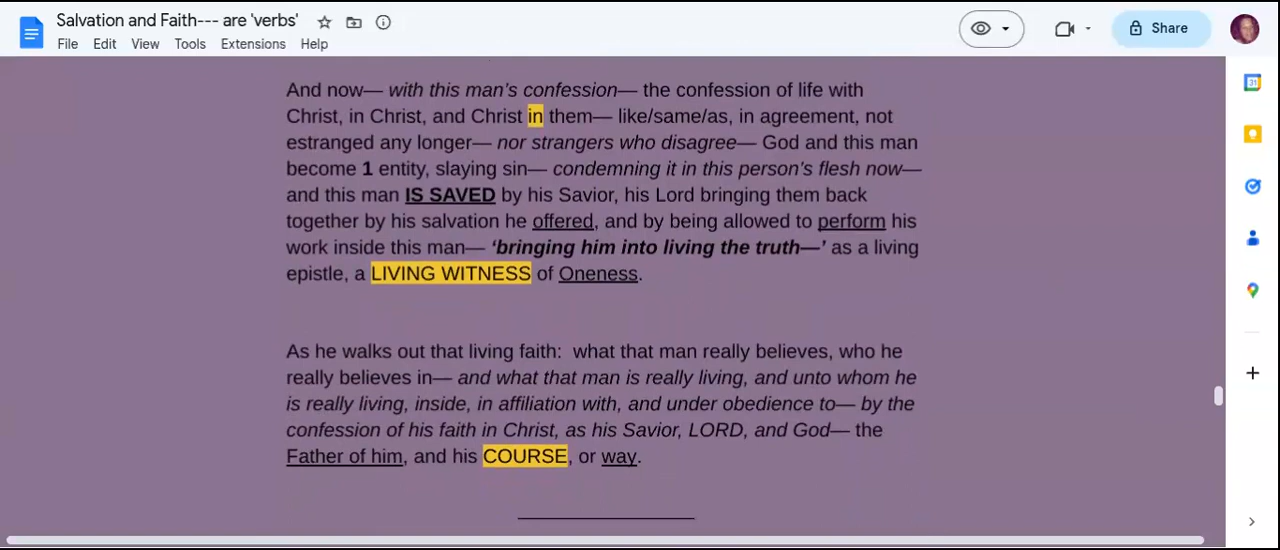 Salvation and Faith--- are 'verbs'
File Edit View Tools Extensions Help
Share
31
And now— with this man's confession— the confession of life with
Christ, in Christ, and Christ in them— like/same/as, in agreement, not
estranged any longer— nor strangers who disagree— God and this man
become 1 entity, slaying sin— condemning it in this person's flesh now—
and this man IS SAVED by his Savior, his Lord bringing them back
together by his salvation he offered, and by being allowed to perform his
work inside this man— 'bringing him into living the truth—' as a living
epistle, a LIVING WITNESS of Oneness.
As he walks out that living faith:  what that man really believes, who he
really believes in— and what that man is really living, and unto whom he
is really living, inside, in affiliation with, and under obedience to— by the
confession of his faith in Christ, as his Savior, LORD, and God— the
Father of him, and his COURSE, or way.